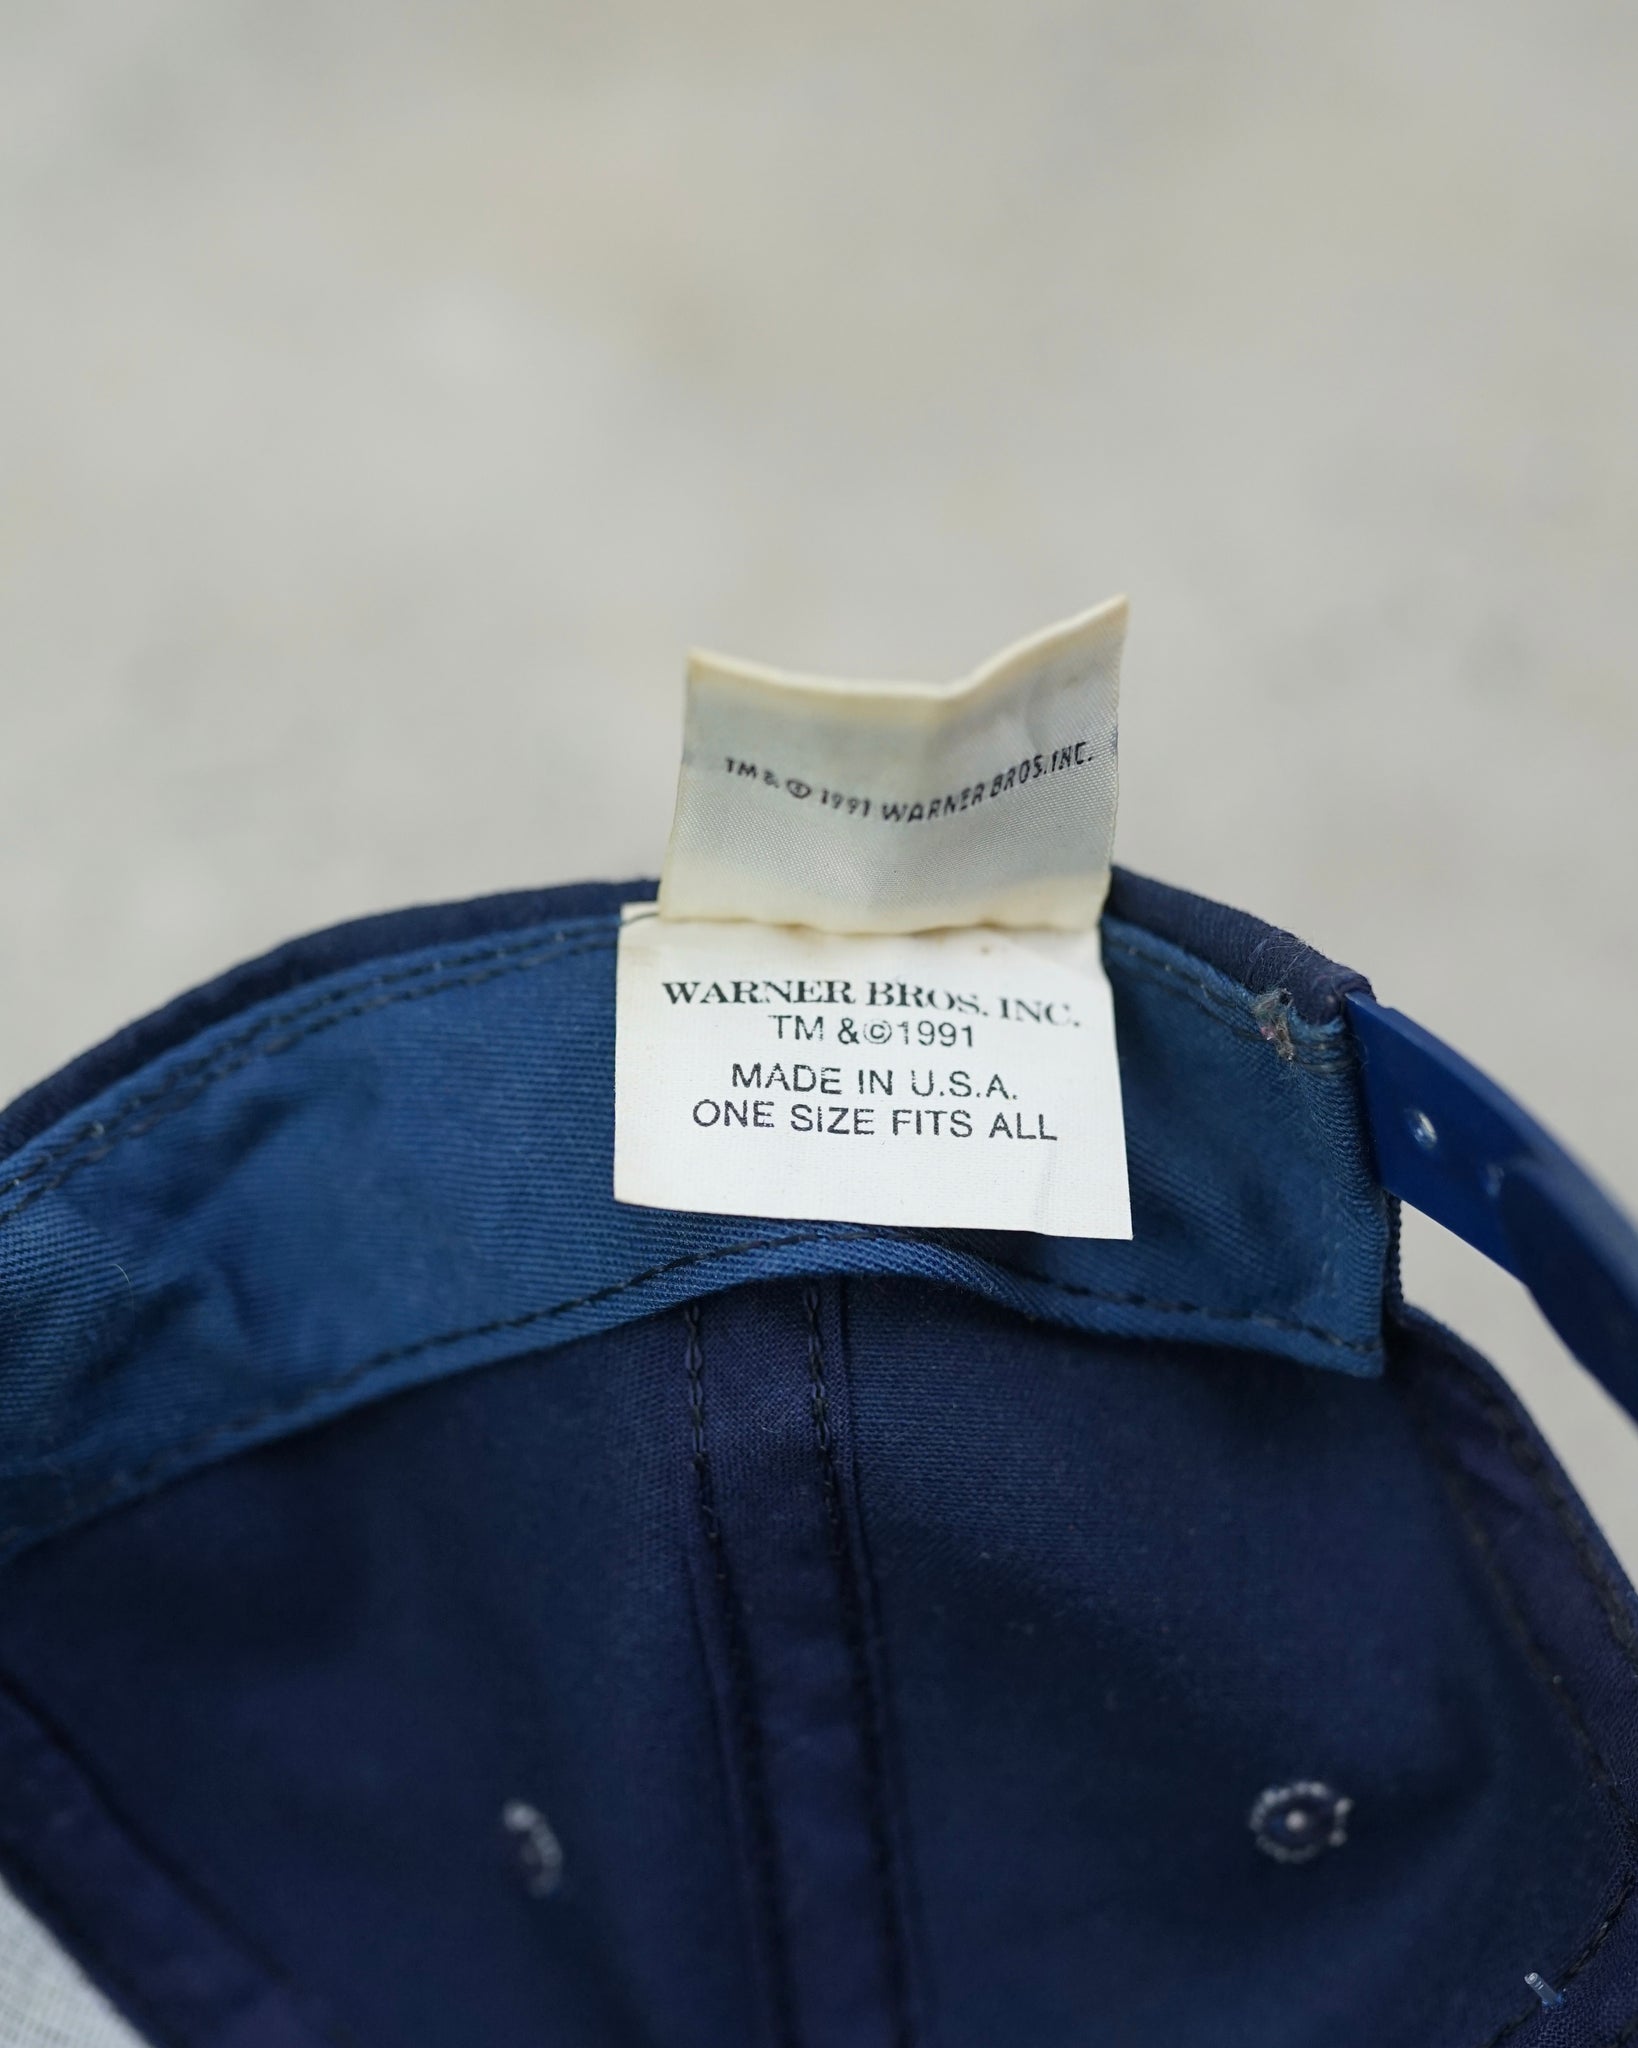 TM & © 1991 WARNER BROS. INC.
WARNER BROS. INC.
TM &©1991
MADE IN U.S.A.
ONE SIZE FITS ALL